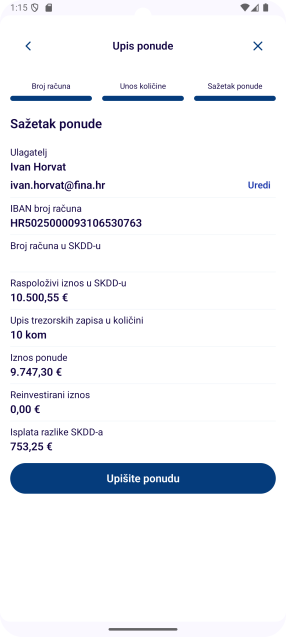 1:15
Upis ponude
Broj računa
Unos količine
Sažetak ponude
Sažetak ponude
Ulagatelj
Ivan Horvat
ivan.horvat@fina.hr
Uredi
IBAN broj računa
HR5025000093106530763
Broj računa u SKDD-u
Raspoloživi iznos u SKDD-u
10.500,55 €
Upis trezorskih zapisa u količini
10 kom
Iznos ponude
9.747,30 €
Reinvestirani iznos
0,00 €
Isplata razlike SKDD-a
753,25 €
Upišite ponudu